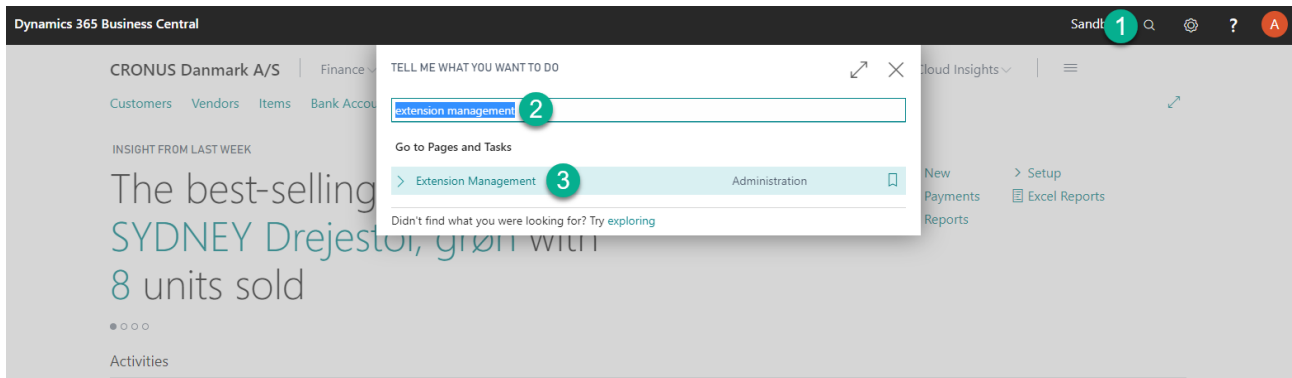 Dynamics 365 Business Central
Sandb 1 ? A
CRONUS Danmark A/S Finance
TELL ME WHAT YOU WANT TO DO
Cloud Insights
Customers Vendors Items Bank Accou
extension management 2
INSIGHT FROM LAST WEEK
Go to Pages and Tasks
Extension Management 3 Administration
New > Setup
Payments Excel Reports
Reports
Didn't find what you were looking for? Try exploring
The best-selling
SYDNEY Drejestol, grøn with
8 units sold
Activities